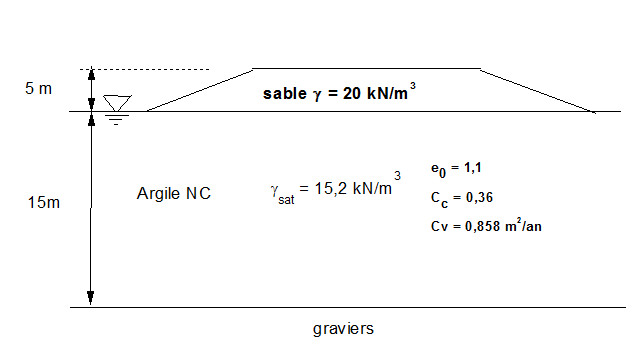 5 m
sable γ = 20 kN/m³
15m
Argile NC
γsat = 15,2 kN/m³
e0 = 1,1
Cc = 0,36
Cv = 0,858 m²/an
graviers